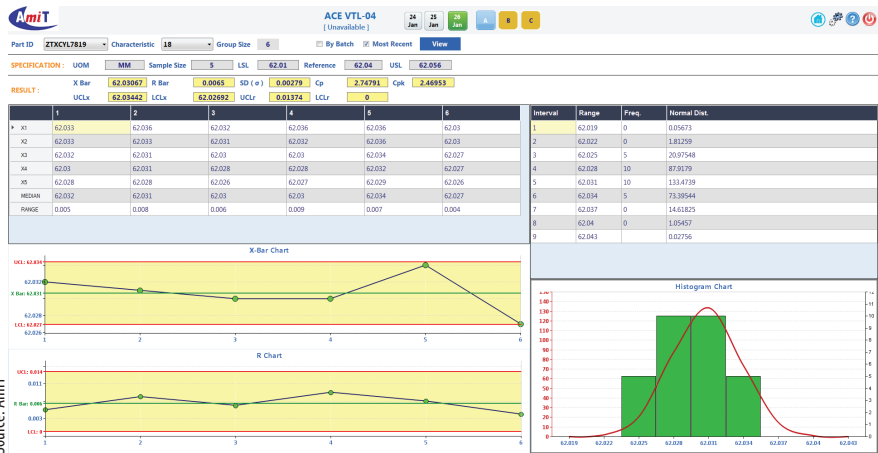 AmiT
ACE VTL-04
[ Unavailable ]
24 Jan
25 Jan
28 Jan
A
B
C
Part ID ZTXCYL7819 Characteristic 18 Group Size 6 By Batch Most Recent View
SPECIFICATION : UOM MM Sample Size 5 LSL 62.01 Reference 62.04 USL 62.056
RESULT :
X Bar 62.03067 R Bar 0.0065 SD ( σ ) 0.00279 Cp 2.74791 Cpk 2.46953
UCLx 62.03442 LCLx 62.02692 UCLr 0.01374 LCLr 0
1 2 3 4 5 6
X1 62.033 62.036 62.032 62.036 62.036 62.03
X2 62.033 62.033 62.031 62.032 62.036 62.03
X3 62.032 62.031 62.03 62.03 62.034 62.027
X4 62.03 62.031 62.028 62.028 62.032 62.027
X5 62.028 62.028 62.026 62.027 62.029 62.026
MEDIAN 62.032 62.031 62.03 62.03 62.034 62.027
RANGE 0.005 0.008 0.006 0.009 0.007 0.004
Interval Range Freq. Normal Dist.
1 62.019 0 0.05673
2 62.022 0 1.81259
3 62.025 5 20.97548
4 62.028 10 87.9179
5 62.031 10 133.4739
6 62.034 5 73.39544
7 62.037 0 14.61825
8 62.04 0 1.05457
9 62.043 0.02756
X-Bar Chart
UCL: 62.034
62.032
X Bar: 62.031
62.028
LCL: 62.027
62.026
1 2 3 4 5 6
R Chart
UCL: 0.014
0.011
R Bar: 0.006
0.003
LCL: 0
1 2 3 4 5 6
Histogram Chart
140
130
120
110
100
90
80
70
60
50
40
30
20
10
0
12
11
10
9
8
7
6
5
4
3
2
1
0
62.019 62.022 62.025 62.028 62.031 62.034 62.037 62.04 62.043